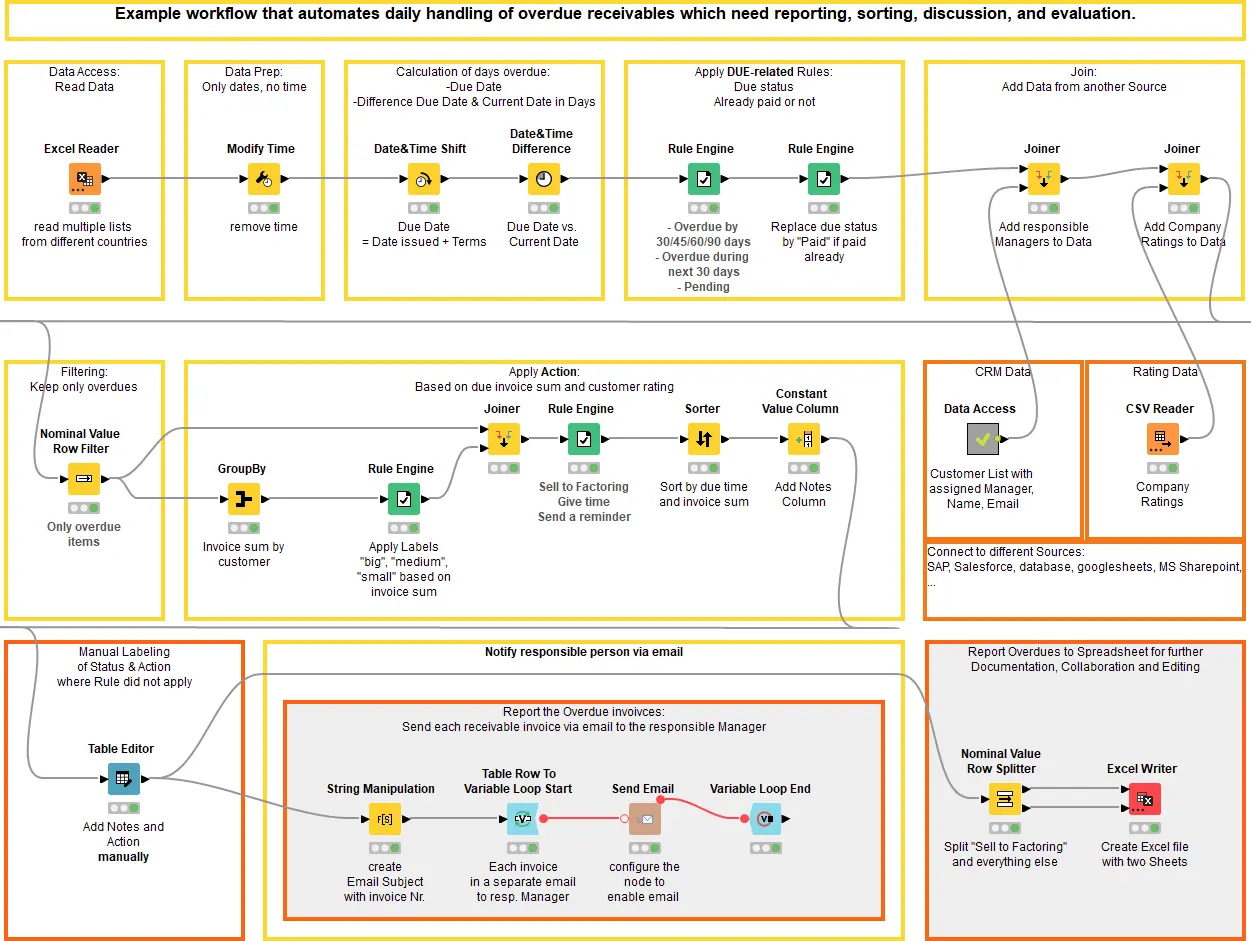 Example workflow that automates daily handling of overdue receivables which need reporting, sorting, discussion, and evaluation.
Data Access:
Read Data
Excel Reader
read multiple lists
from different countries
Data Prep:
Only dates, no time
Modify Time
remove time
Calculation of days overdue:
-Due Date
-Difference Due Date & Current Date in Days
Date&Time Shift
Due Date
= Date issued + Terms
Date&Time
Difference
Due Date vs.
Current Date
Apply DUE-related Rules:
Due status
Already paid or not
Rule Engine
- Overdue by
30/45/60/90 days
- Overdue during
next 30 days
- Pending
Rule Engine
Replace due status
by "Paid" if paid
already
Join:
Add Data from another Source
Joiner
Add responsible
Managers to Data
Joiner
Add Company
Ratings to Data
Filtering:
Keep only overdues
Nominal Value
Row Filter
Only overdue
items
Apply Action:
Based on due invoice sum and customer rating
GroupBy
Invoice sum by
customer
Rule Engine
Apply Labels
"big", "medium",
"small" based on
invoice sum
Joiner
Rule Engine
Sell to Factoring
Give time
Send a reminder
Sorter
Sort by due time
and invoice sum
Constant
Value Column
Add Notes
Column
CRM Data
Data Access
Customer List with
assigned Manager,
Name, Email
Rating Data
CSV Reader
Company
Ratings
Connect to different Sources:
SAP, Salesforce, database, googlesheets, MS Sharepoint,
...
Manual Labeling
of Status & Action
where Rule did not apply
Table Editor
Add Notes and
Action
manually
Notify responsible person via email
Report the Overdue invoivces:
Send each receivable invoice via email to the responsible Manager
String Manipulation
F[S]
create
Email Subject
with invoice Nr.
Table Row To
Variable Loop Start
V
Each invoice
in a separate email
to resp. Manager
Send Email
configure the
node to
enable email
Variable Loop End
V
Report Overdues to Spreadsheet for further
Documentation, Collaboration and Editing
Nominal Value
Row Splitter
Split "Sell to Factoring"
and everything else
Excel Writer
Create Excel file
with two Sheets